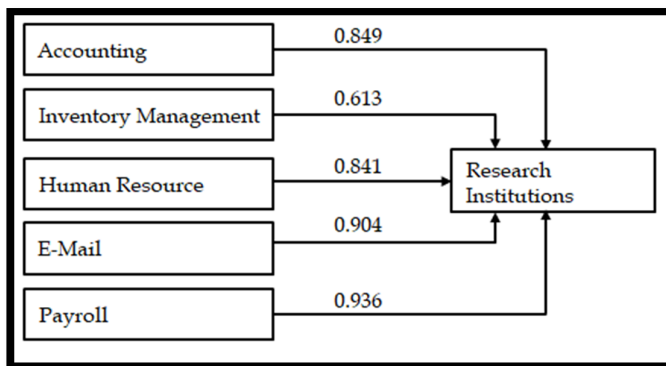 Accounting
0.849
Inventory Management
0.613
Human Resource
0.841
Research
Institutions
E-Mail
0.904
Payroll
0.936